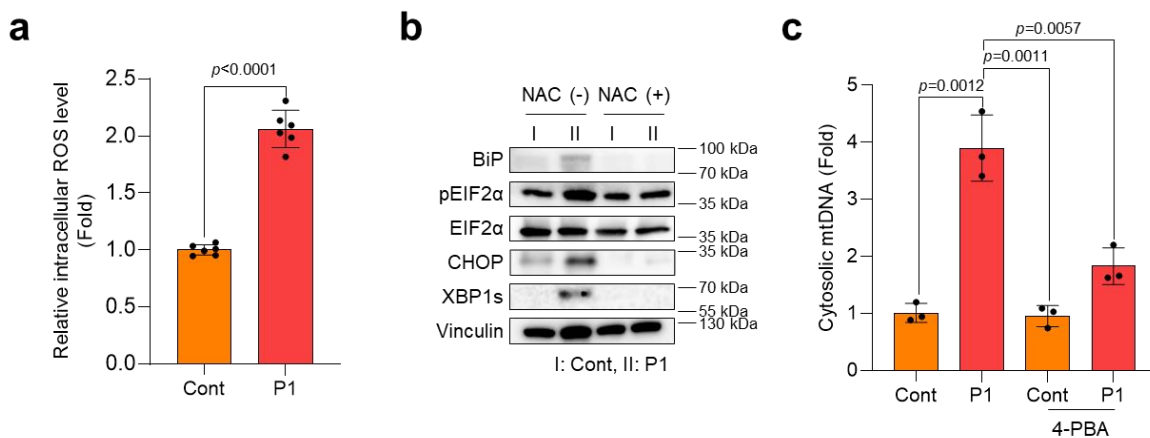 a
p<0.0001
Relative intracellular ROS level
(Fold)
2.5
2.0
1.5
1.0
0.5
0.0
Cont
P1
b
NAC (-) NAC (+)
I II I II
BiP
100 kDa
70 kDa
pEIF2α
35 kDa
EIF2α
35 kDa
CHOP
35 kDa
XBP1s
70 kDa
55 kDa
Vinculin
130 kDa
I: Cont, II: P1
c
p=0.0057
p=0.0011
p=0.0012
Cytosolic mtDNA (Fold)
5
4
3
2
1
0
Cont P1 Cont P1
4-PBA